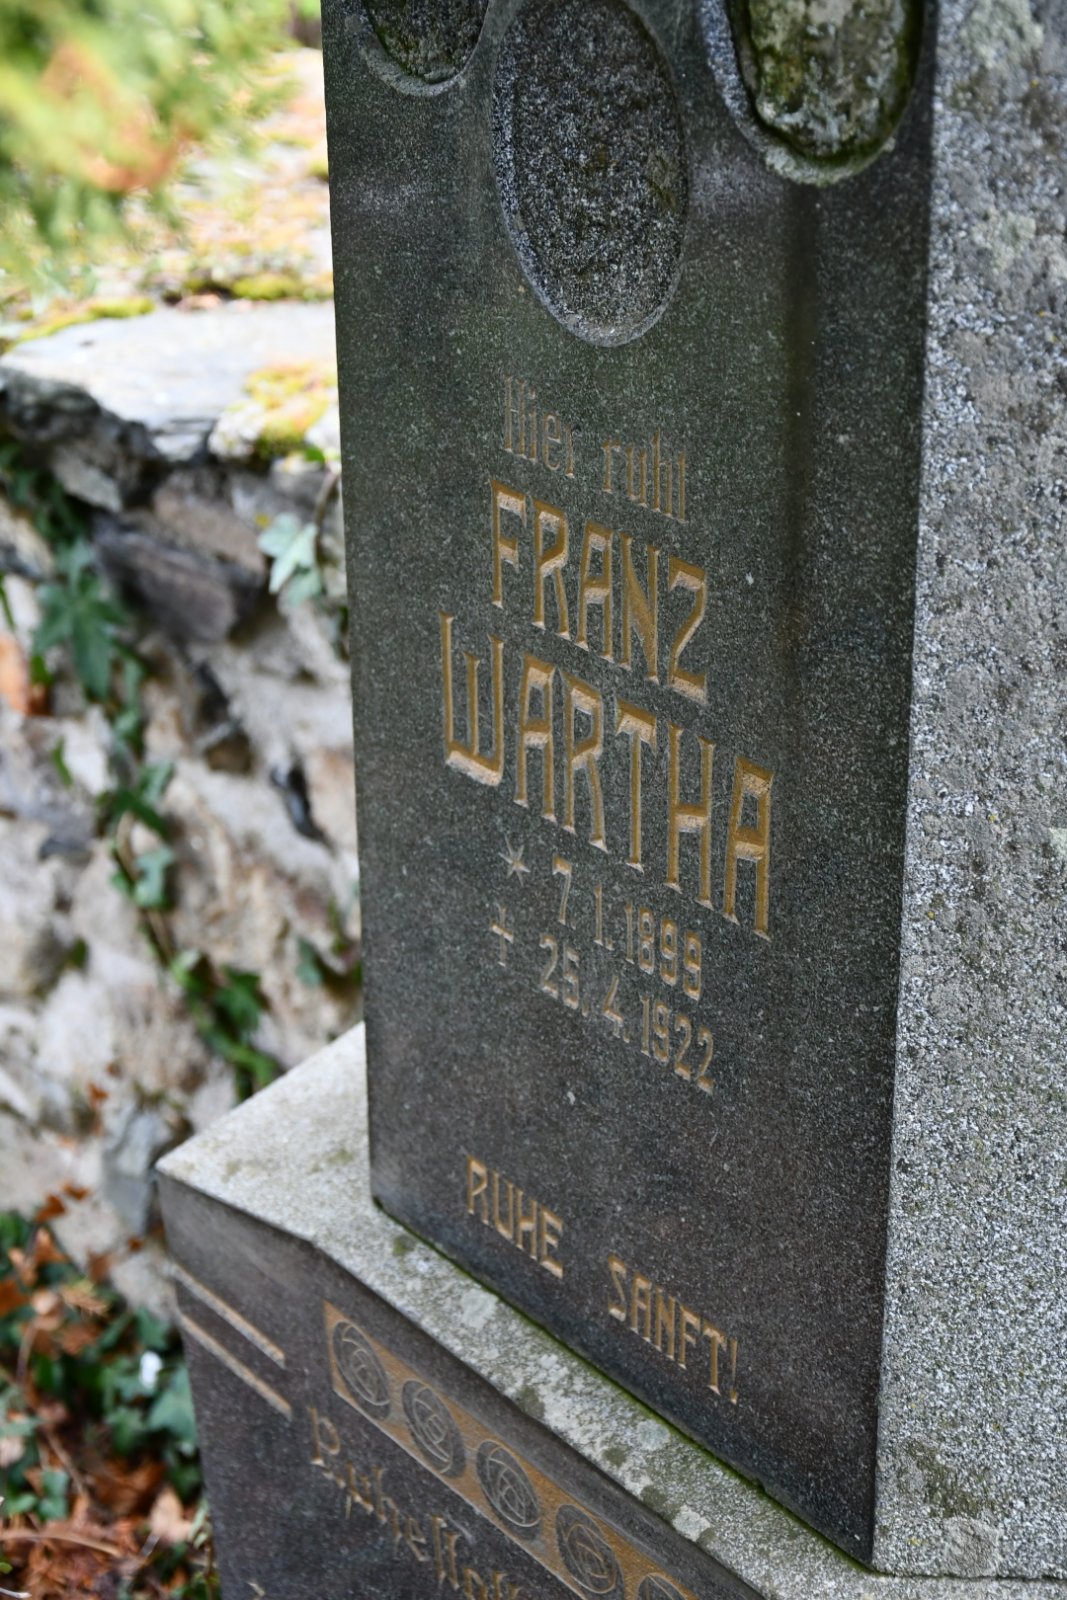 Hier ruht
FRANZ
WARTHA
* 7. 1. 1899
† 25. 4. 1922
RUHE SANFT!